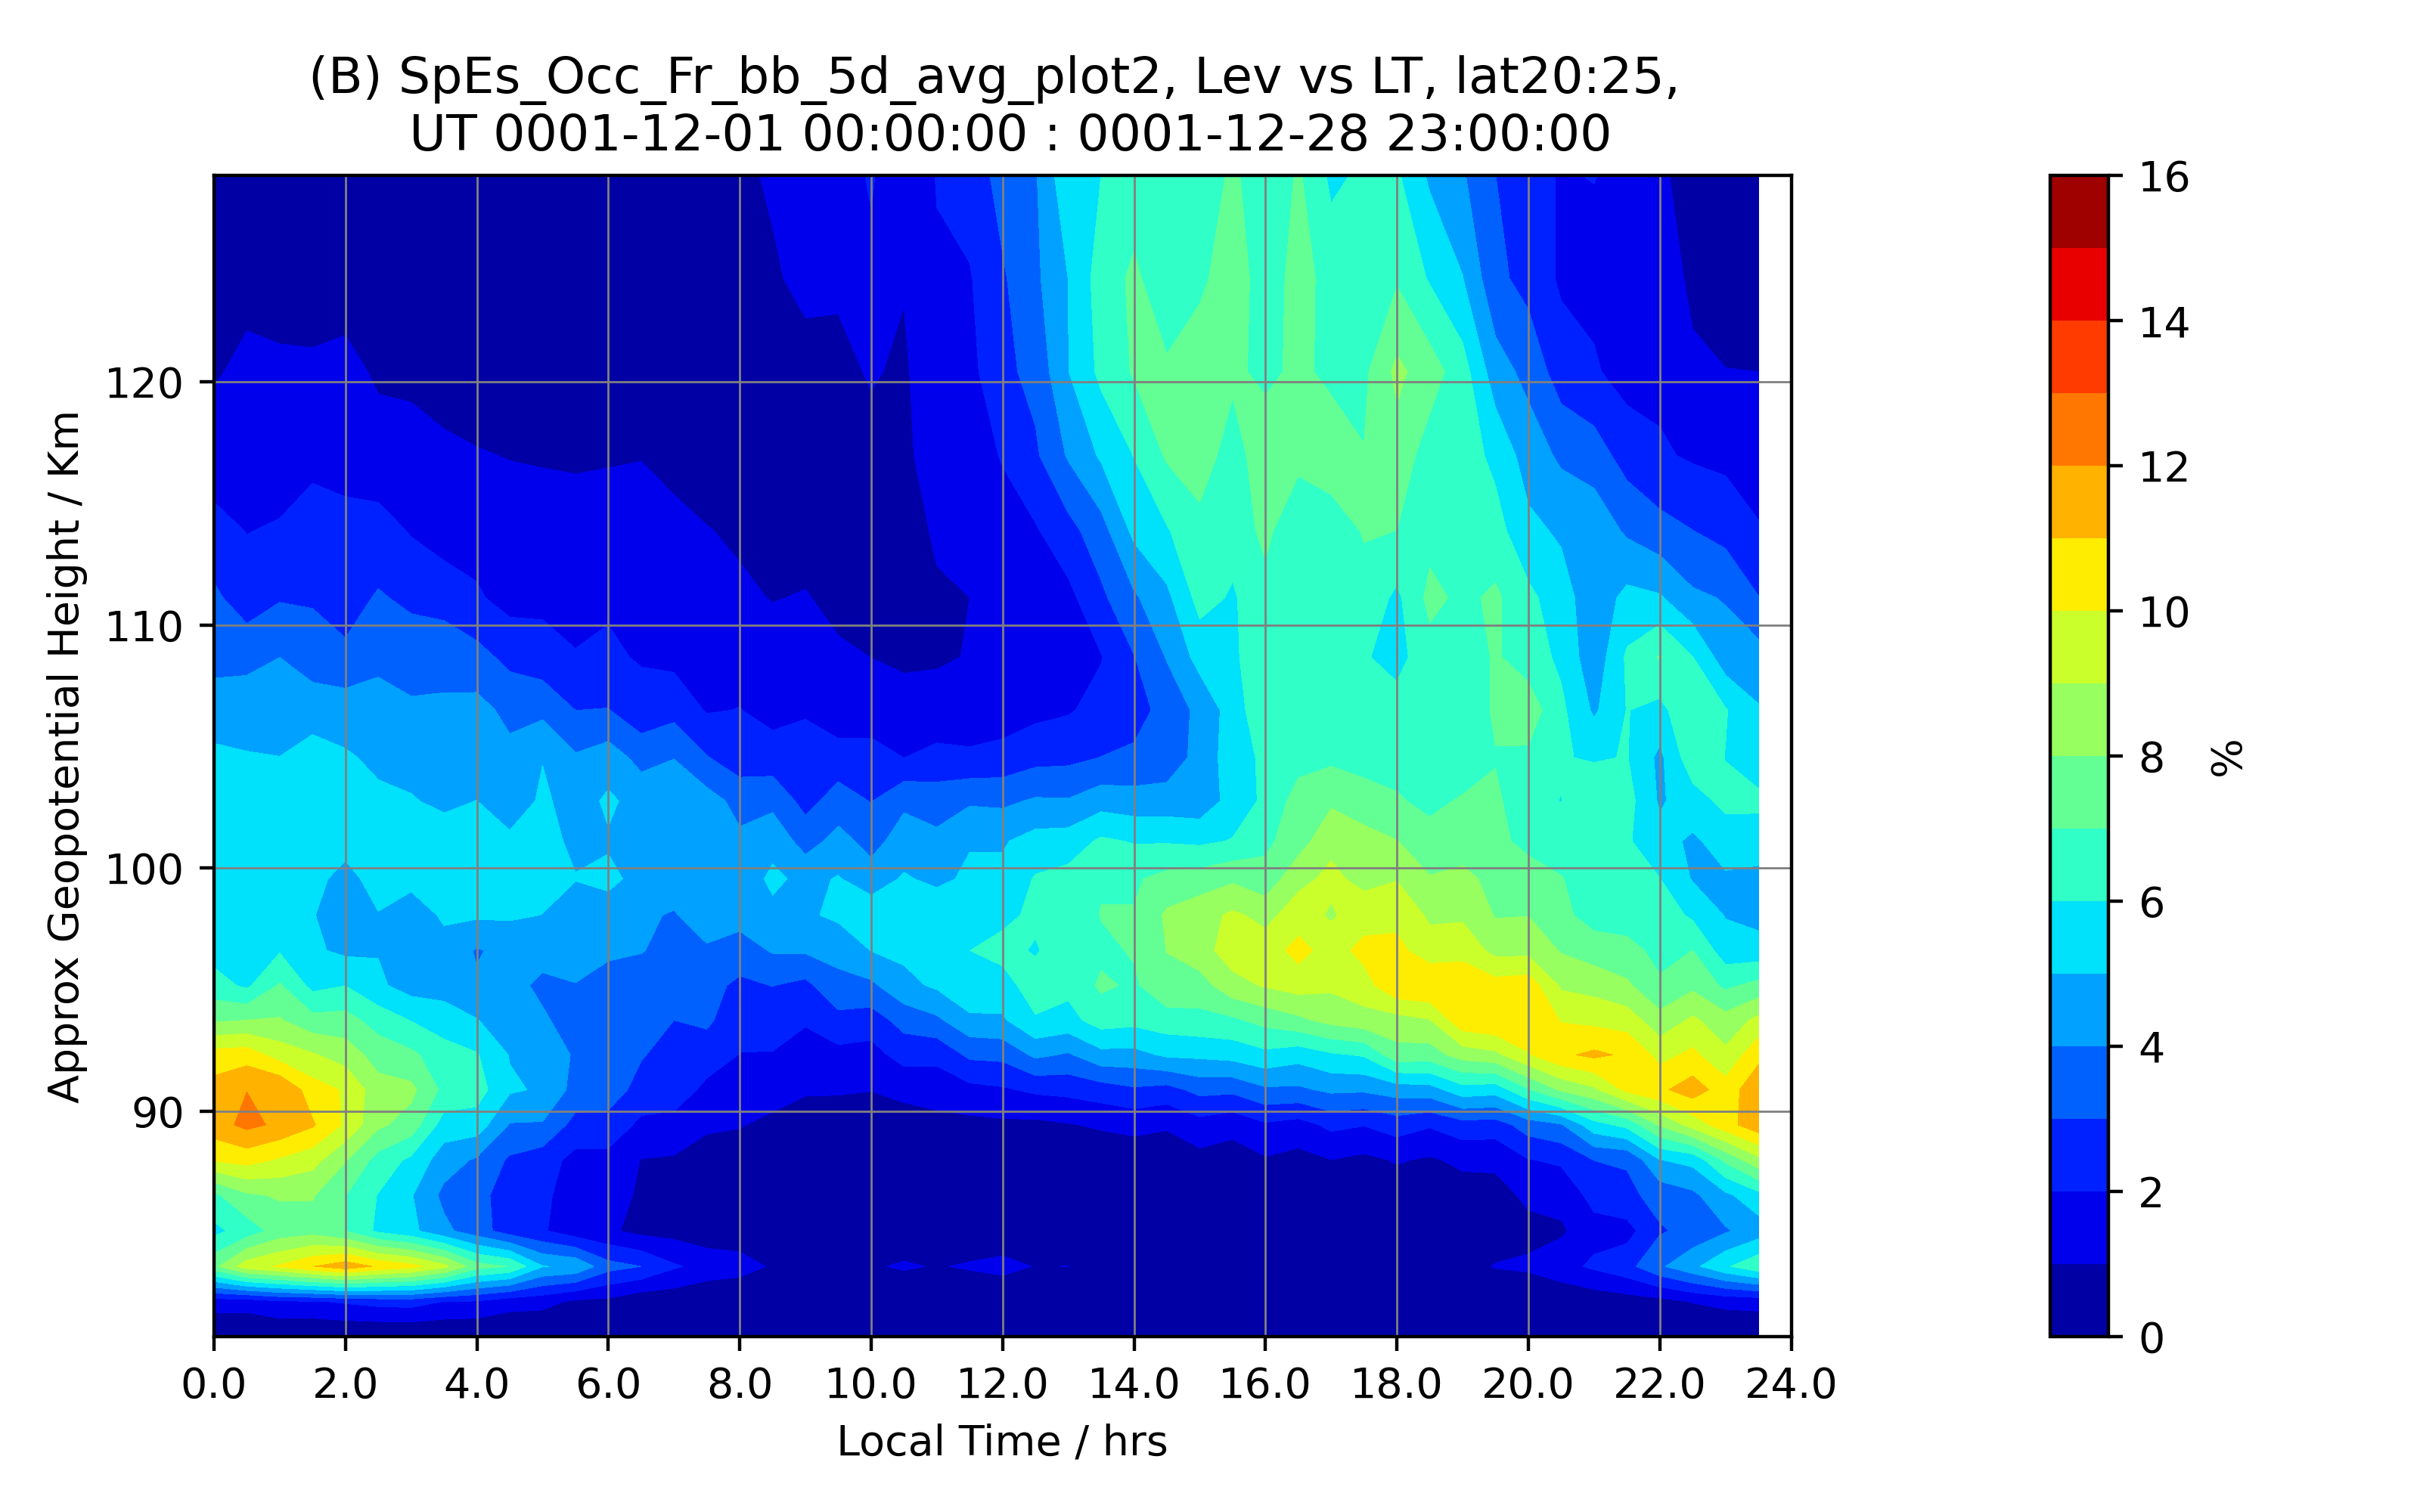 (B) SpEs_Occ_Fr_bb_5d_avg_plot2, Lev vs LT, lat20:25,
UT 0001-12-01 00:00:00 : 0001-12-28 23:00:00
Approx Geopotential Height / Km
120
110
100
90
0.0 2.0 4.0 6.0 8.0 10.0 12.0 14.0 16.0 18.0 20.0 22.0 24.0
Local Time / hrs
16
14
12
10
8
6
4
2
0
%